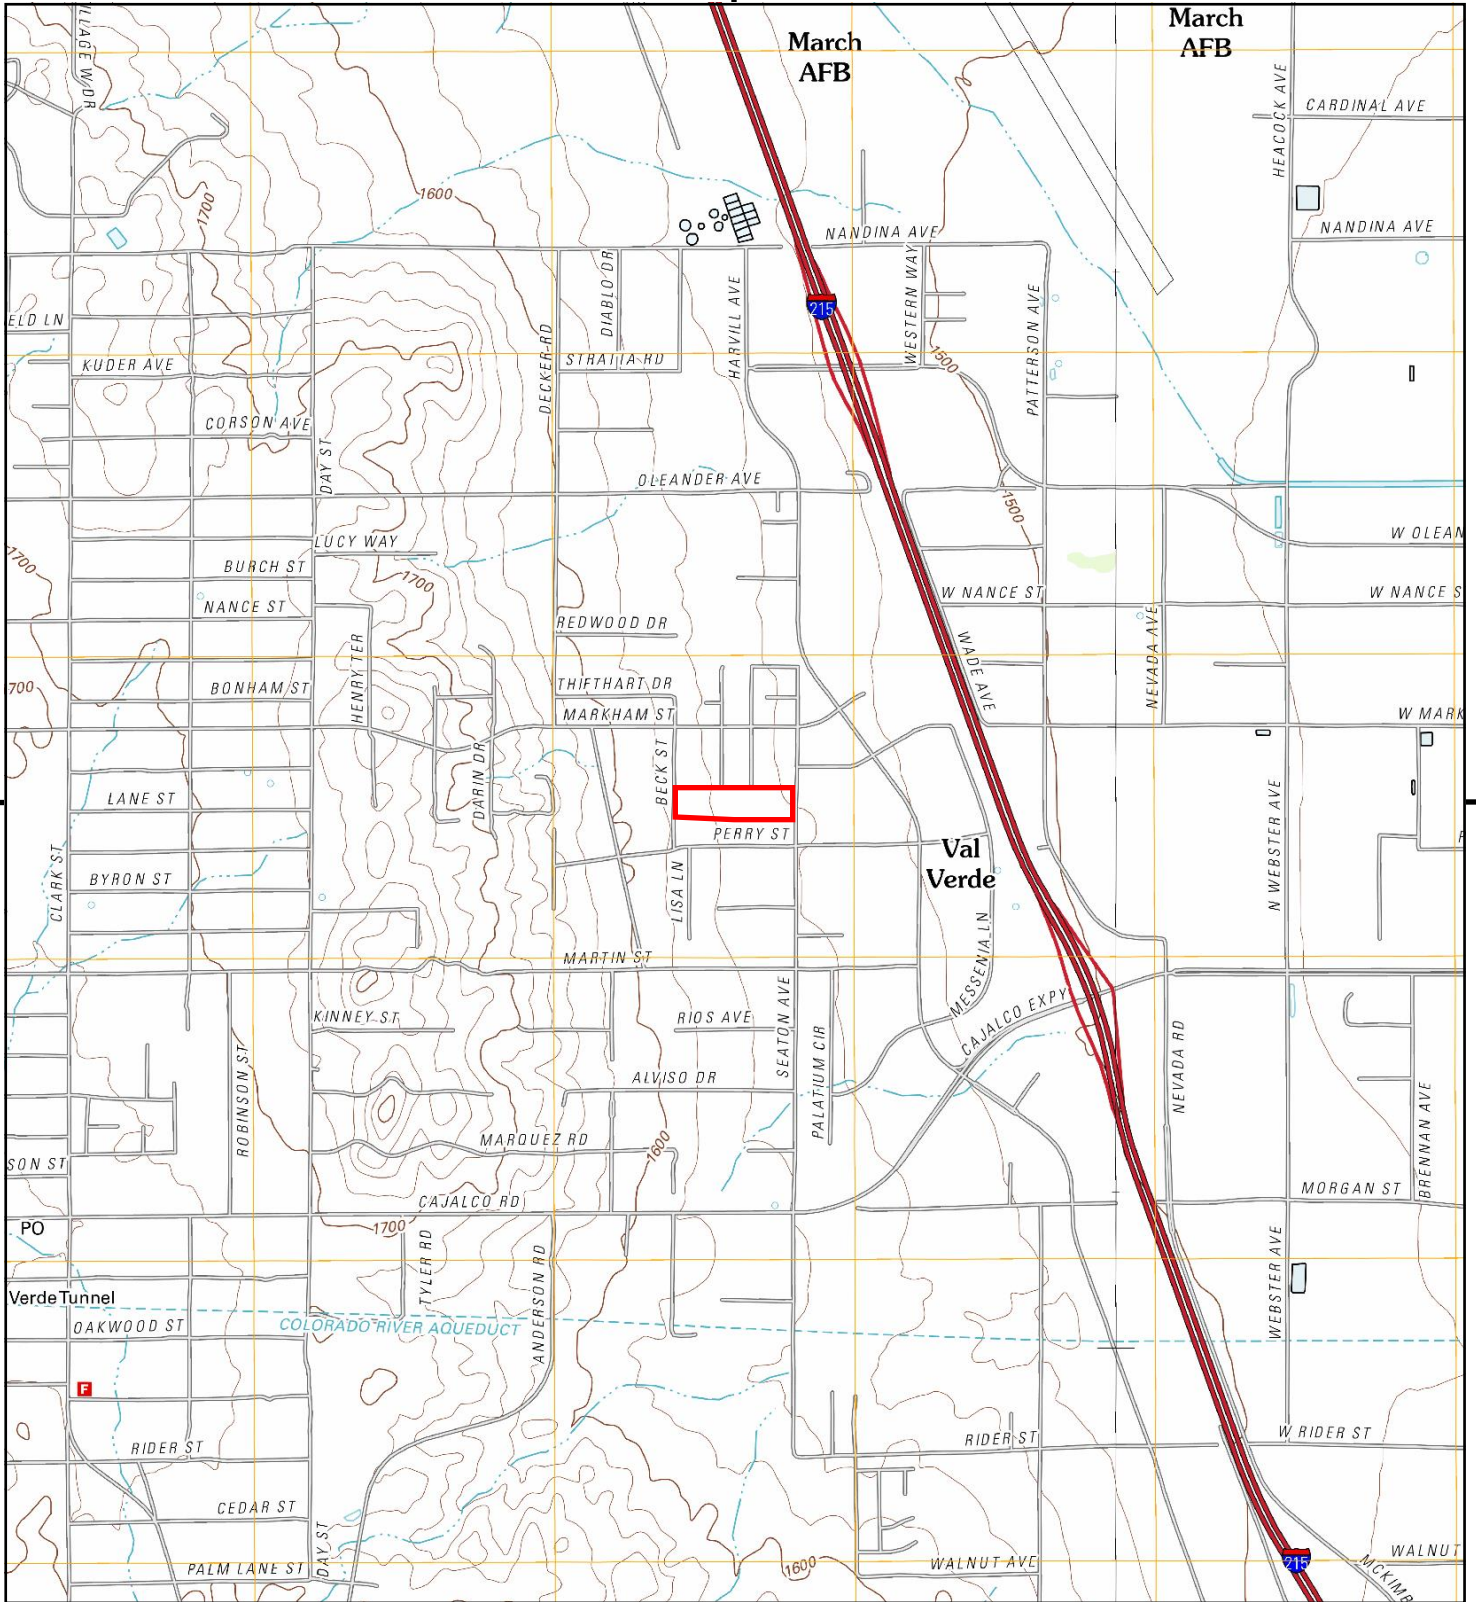 March
AFB
March
AFB
CARDINAL AVE
HEACOCK AVE
1700
1600
NANDINA AVE
NANDINA AVE
DIABLO DR
HARVILL AVE
WESTERN WAY
PATTERSON AVE
215
ELD LN
KUDER AVE
DECKER RD
1500
CORSON AVE
DAY ST
OLEANDER AVE
1500
W OLEAN
LUCY WAY
1700
BURCH ST
1700
NANCE ST
W NANCE ST
W NANCE S
REDWOOD DR
HENRY TER
WADE AVE
NEVADA AVE
700
BONHAM ST
THIFTHART DR
MARKHAM ST
W MARK
DARIN DR
BECK ST
LANE ST
PERRY ST
N WEBSTER AVE
Val
Verde
CLARK ST
BYRON ST
LISA LN
MESSENIA LN
MARTIN ST
KINNEY ST
RIOS AVE
SEATON AVE
CAJALCO EXPY
PALATIUM CIR
NEVADA RD
ROBINSON ST
ALVISO DR
BRENNAN AVE
MARQUEZ RD
1600
SON ST
CAJALCO RD
MORGAN ST
PO
1700
TYLER RD
ANDERSON RD
WEBSTER AVE
Verde Tunnel
OAKWOOD ST
COLORADO RIVER AQUEDUCT
F
RIDER ST
RIDER ST
W RIDER ST
CEDAR ST
DAY ST
PALM LANE ST
1600
WALNUT AVE
215
WALNUT
MCKIMB